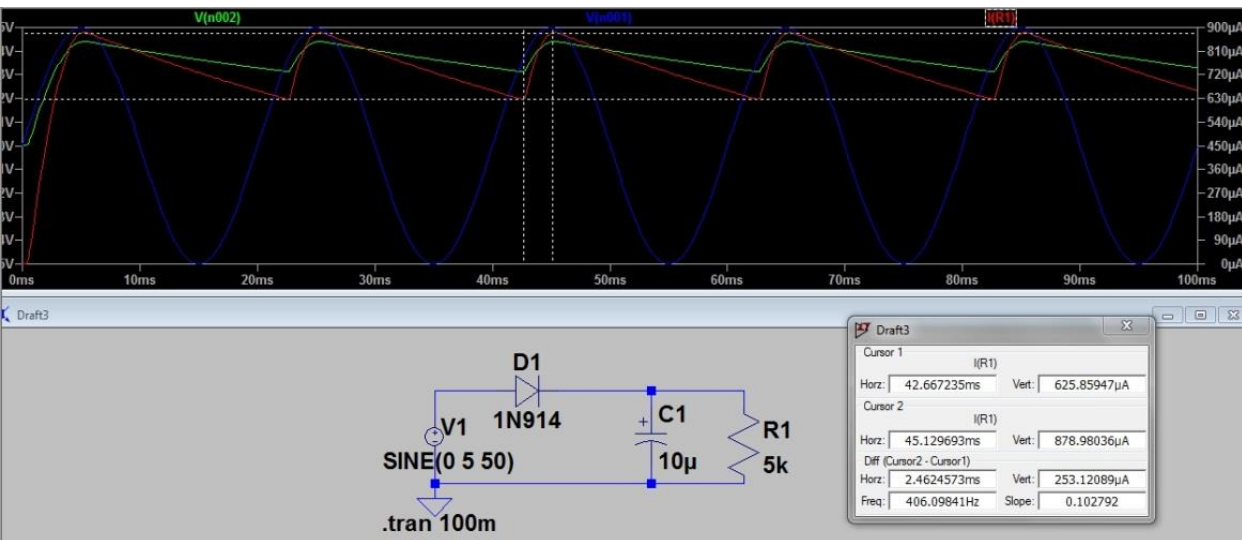 V(n002) V(n001) I(R1)
900µA
810µA
720µA
630µA
540µA
450µA
360µA
270µA
180µA
90µA
0µA
0ms 10ms 20ms 30ms 40ms 50ms 60ms 70ms 80ms 90ms 100ms
Draft3
D1
1N914
V1
SINE(0 5 50)
C1
+
10µ
R1
5k
.tran 100m
Draft3
Cursor 1
I(R1)
Horz: 42.667235ms Vert: 625.85947µA
Cursor 2
I(R1)
Horz: 45.129693ms Vert: 878.98036µA
Diff (Cursor2 - Cursor1)
Horz: 2.4624573ms Vert: 253.12089µA
Freq: 406.09841Hz Slope: 0.102792